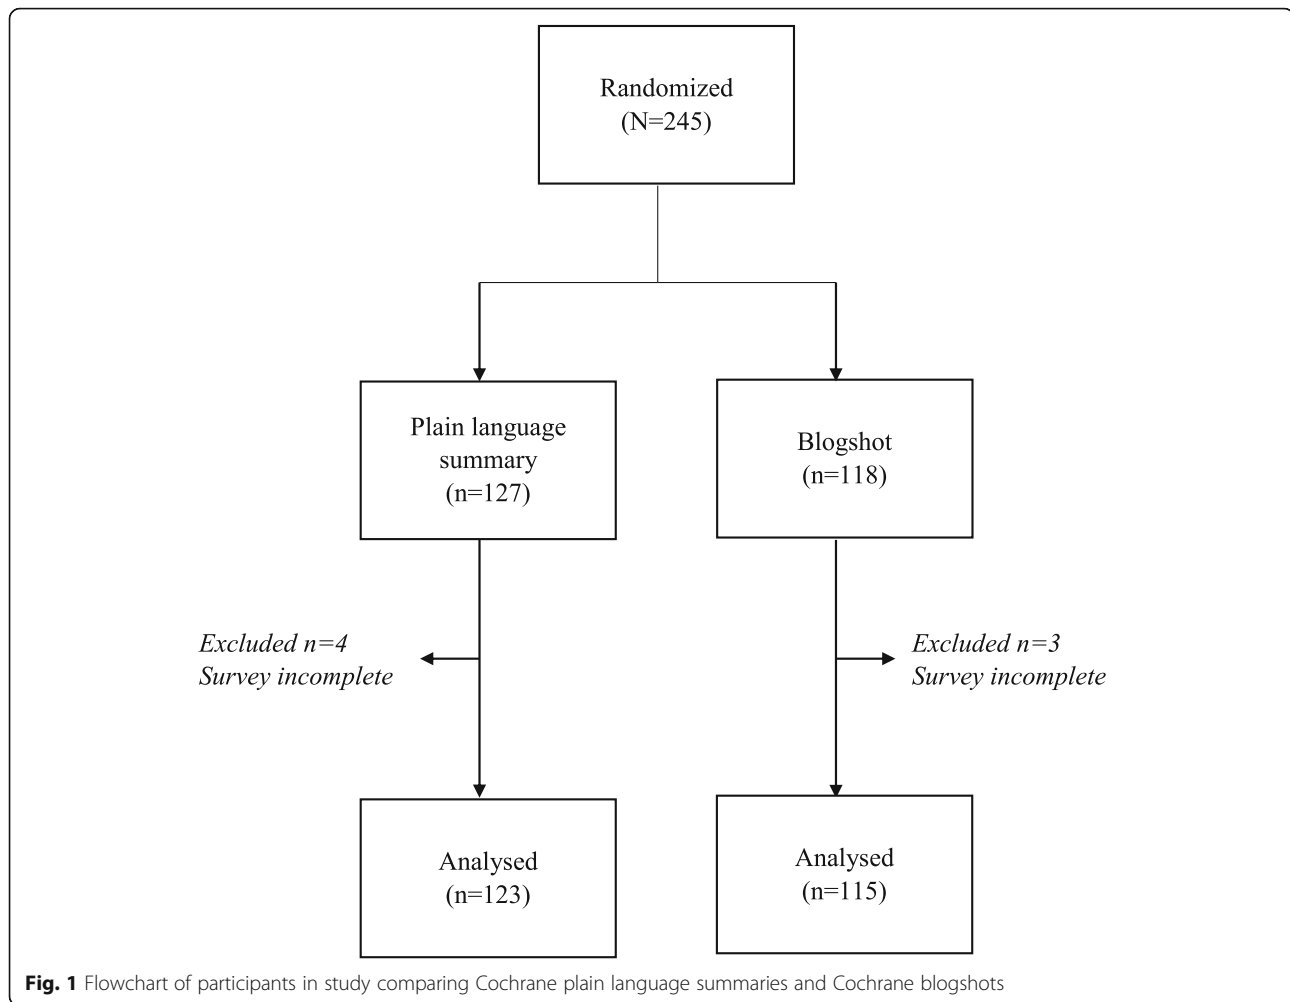 Randomized
(N=245)
Plain language
summary
(n=127)
Blogshot
(n=118)
Excluded n=4
Survey incomplete
Excluded n=3
Survey incomplete
Analysed
(n=123)
Analysed
(n=115)
Fig. 1 Flowchart of participants in study comparing Cochrane plain language summaries and Cochrane blogshots